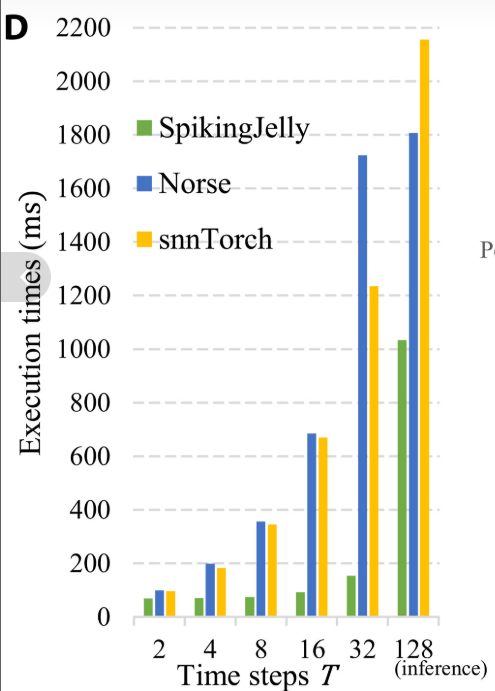 D
2200
2000
1800
1600
1400
1200
1000
800
600
400
200
0
Execution times (ms)
SpikingJelly
Norse
snnTorch
2 4 8 16 32 128
(inference)
Time steps T